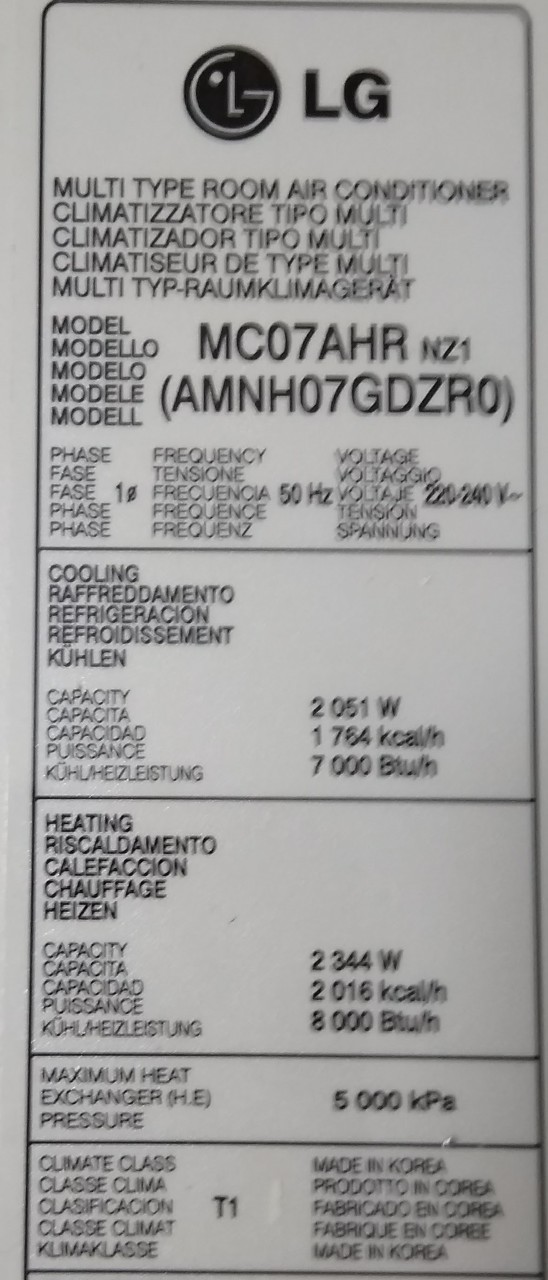 LG
MULTI TYPE ROOM AIR CONDITIONER
CLIMATIZZATORE TIPO MULTI
CLIMATIZADOR TIPO MULTI
CLIMATISEUR DE TYPE MULTI
MULTI TYP-RAUMKLIMAGERÄT
MODEL
MODELLO
MODELO
MODELE
MODELL
MC07AHR NZ1
(AMNH07GDZR0)
PHASE FREQUENCY VOLTAGE
FASE TENSIONE VOLTAGGIO
FASE 1ø FRECUENCIA 50 Hz VOLTAJE 220-240 V~
PHASE FREQUENCE TENSION
PHASE FREQUENZ SPANNUNG
COOLING
RAFFREDDAMENTO
REFRIGERACION
REFROIDISSEMENT
KÜHLEN
CAPACITY
CAPACITA
CAPACIDAD
PUISSANCE
KÜHL/HEIZLEISTUNG
2 051 W
1 764 kcal/h
7 000 Btu/h
HEATING
RISCALDAMENTO
CALEFACCION
CHAUFFAGE
HEIZEN
CAPACITY
CAPACITA
CAPACIDAD
PUISSANCE
KÜHL/HEIZLEISTUNG
2 344 W
2 016 kcal/h
8 000 Btu/h
MAXIMUM HEAT
EXCHANGER (H.E)
PRESSURE
5 000 kPa
CLIMATE CLASS
CLASSE CLIMA
CLASIFICACION
CLASSE CLIMAT
KLIMAKLASSE
T1
MADE IN KOREA
PRODOTTO IN COREA
FABRICADO EN COREA
FABRIQUE EN COREE
MADE IN KOREA